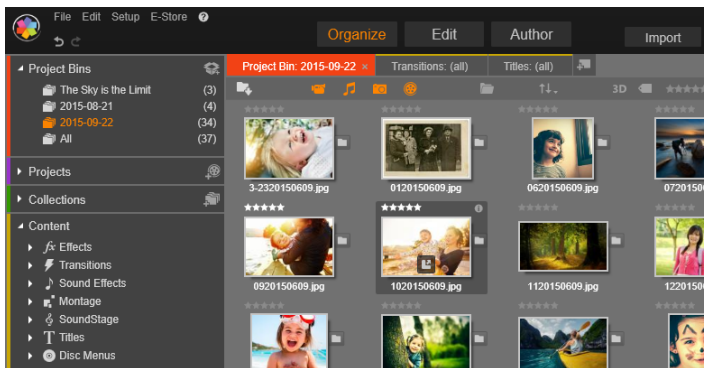 File Edit Setup E-Store ?
Organize Edit Author Import
Project Bins
The Sky is the Limit (3)
2015-08-21 (4)
2015-09-22 (34)
All (37)
Projects
Collections
Content
fx Effects
Transitions
Sound Effects
Montage
SoundStage
T Titles
Disc Menus
Project Bin: 2015-09-22 × Transitions: (all) Titles: (all)
3D
3-2320150609.jpg 0120150609.jpg 0620150609.jpg 0720150
0920150609.jpg 1020150609.jpg 1120150609.jpg 12201506